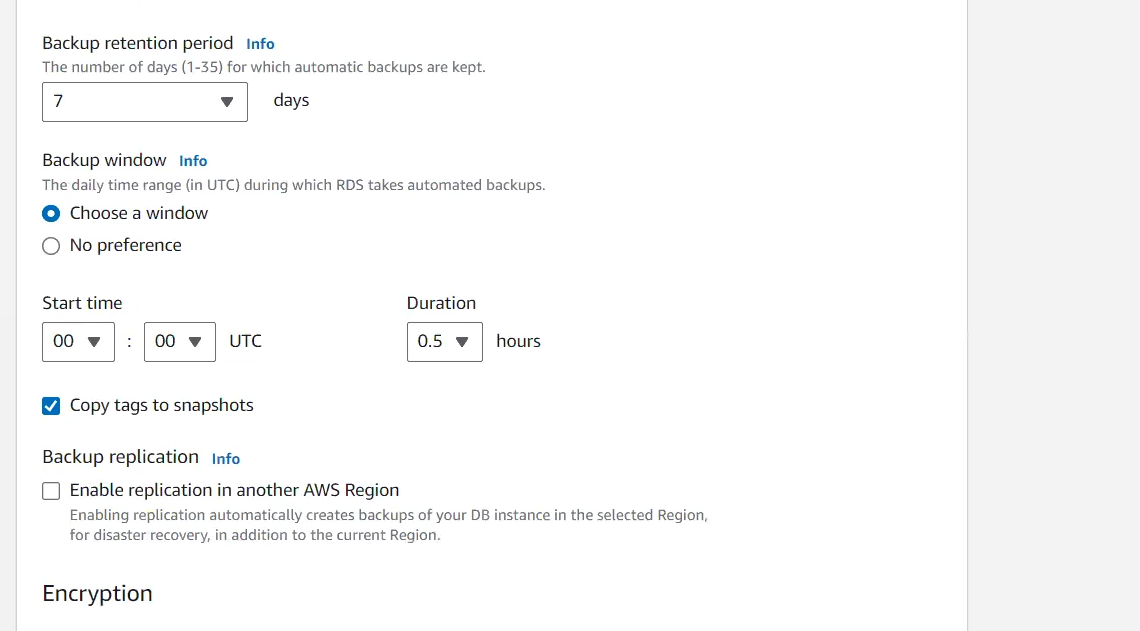 Backup retention period Info
The number of days (1-35) for which automatic backups are kept.
7 days
Backup window Info
The daily time range (in UTC) during which RDS takes automated backups.
Choose a window
No preference
Start time Duration
00 : 00 UTC 0.5 hours
Copy tags to snapshots
Backup replication Info
Enable replication in another AWS Region
Enabling replication automatically creates backups of your DB instance in the selected Region,
for disaster recovery, in addition to the current Region.
Encryption